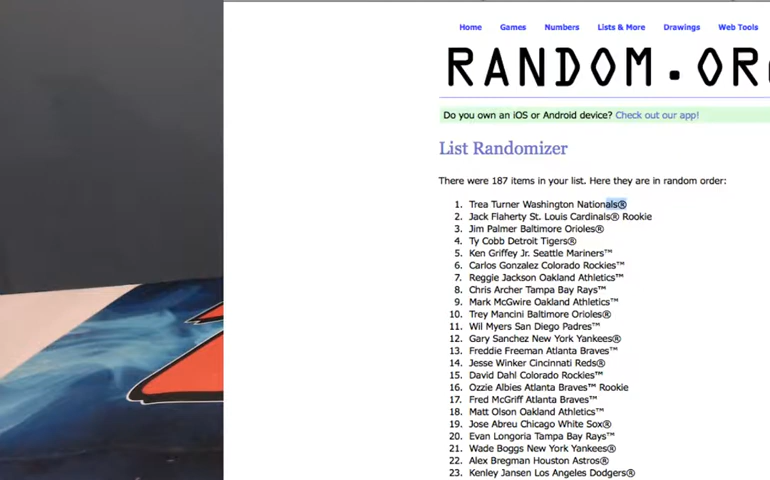 Home Games Numbers Lists & More Drawings Web Tools
RANDOM.OR
Do you own an iOS or Android device? Check out our app!
List Randomizer
There were 187 items in your list. Here they are in random order:
1. Trea Turner Washington Nationals®
2. Jack Flaherty St. Louis Cardinals® Rookie
3. Jim Palmer Baltimore Orioles®
4. Ty Cobb Detroit Tigers®
5. Ken Griffey Jr. Seattle Mariners™
6. Carlos Gonzalez Colorado Rockies™
7. Reggie Jackson Oakland Athletics™
8. Chris Archer Tampa Bay Rays™
9. Mark McGwire Oakland Athletics™
10. Trey Mancini Baltimore Orioles®
11. Wil Myers San Diego Padres™
12. Gary Sanchez New York Yankees®
13. Freddie Freeman Atlanta Braves™
14. Jesse Winker Cincinnati Reds®
15. David Dahl Colorado Rockies™
16. Ozzie Albies Atlanta Braves™ Rookie
17. Fred McGriff Atlanta Braves™
18. Matt Olson Oakland Athletics™
19. Jose Abreu Chicago White Sox®
20. Evan Longoria Tampa Bay Rays™
21. Wade Boggs New York Yankees®
22. Alex Bregman Houston Astros®
23. Kenley Jansen Los Angeles Dodgers®